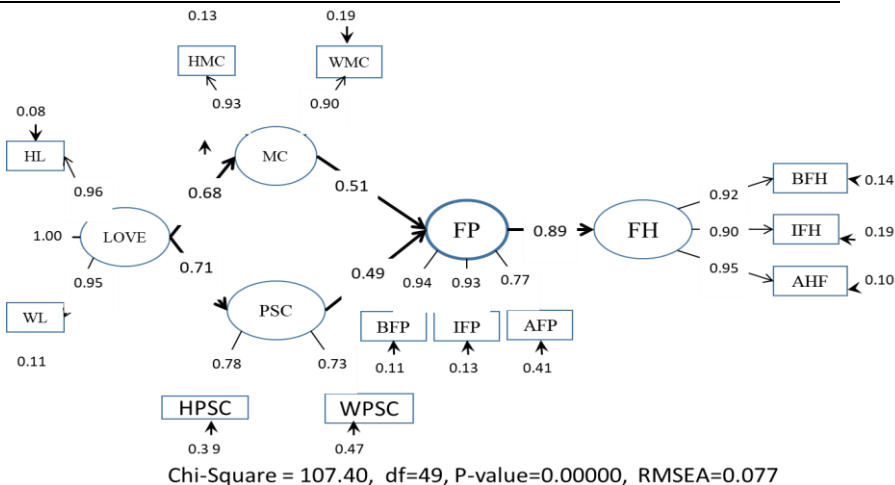 0.13
0.19
HMC
WMC
0.93
0.90
0.08
HL
MC
0.96
0.68
0.51
0.92
BFH
0.14
1.00
LOVE
FP
0.89
FH
0.90
IFH
0.19
0.71
0.49
0.95
0.95
0.94
0.93
0.77
AHF
0.10
WL
PSC
BFP
IFP
AFP
0.11
0.78
0.73
0.11
0.13
0.41
HPSC
WPSC
0.3 9
0.47
Chi-Square = 107.40, df=49, P-value=0.00000, RMSEA=0.077